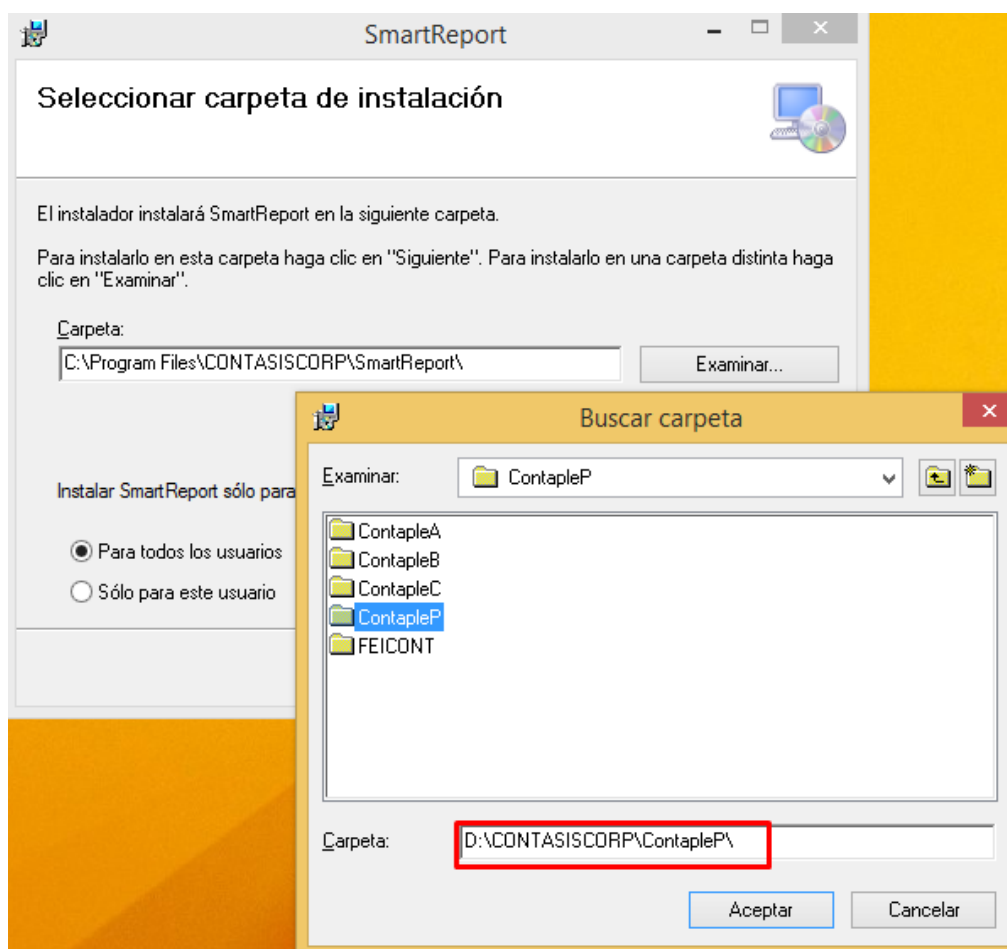 SmartReport
Seleccionar carpeta de instalación
El instalador instalará SmartReport en la siguiente carpeta.
Para instalarlo en esta carpeta haga clic en "Siguiente". Para instalarlo en una carpeta distinta haga
clic en "Examinar".
Carpeta:
C:\Program Files\CONTASISCORP\SmartReport\
Examinar...
Instalar SmartReport sólo para
Para todos los usuarios
Sólo para este usuario
Buscar carpeta
Examinar:
ContapleP
ContapleA
ContapleB
ContapleC
ContapleP
FEICONT
Carpeta:
D:\CONTASISCORP\ContapleP\
Aceptar
Cancelar